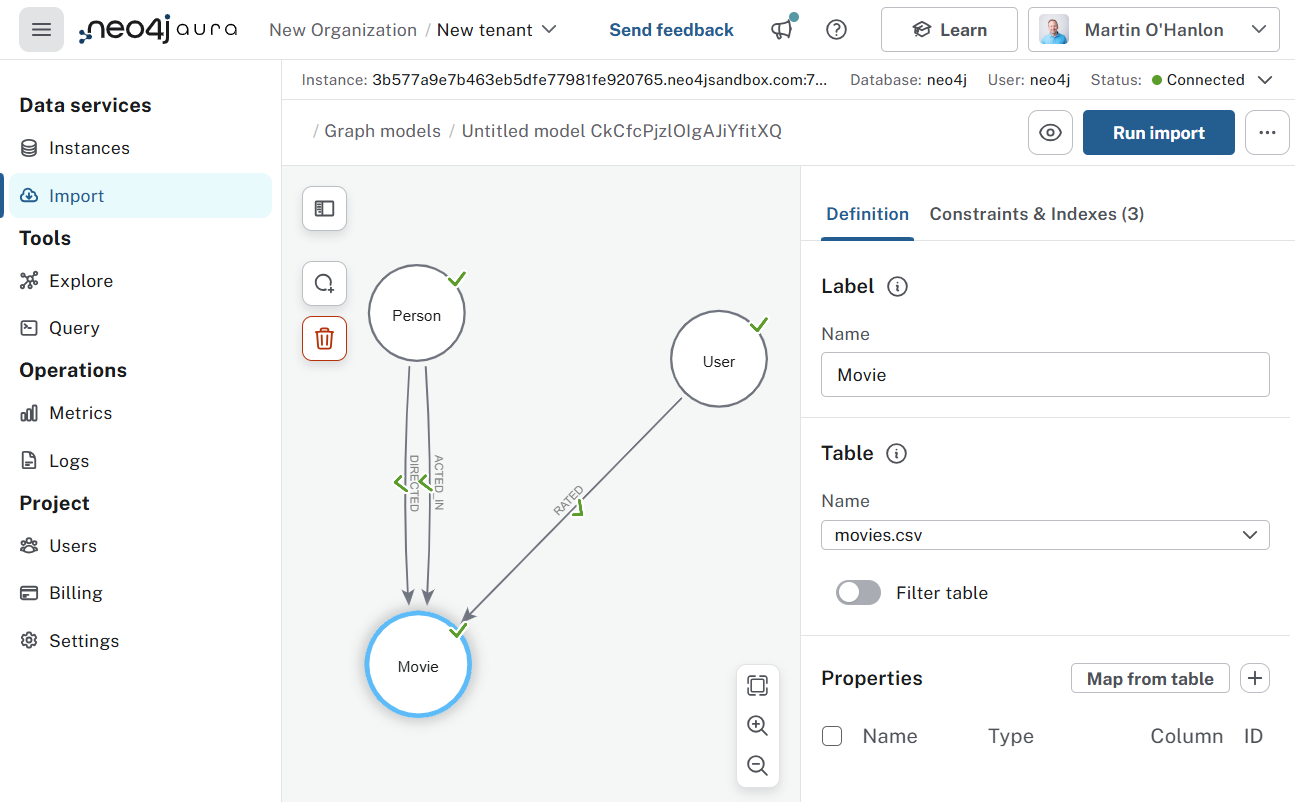 neo4j aura New Organization / New tenant Send feedback Learn Martin O'Hanlon
Instance: 3b577a9e7b463eb5dfe77981fe920765.neo4jsandbox.com:7... Database: neo4j User: neo4j Status: Connected
/ Graph models / Untitled model CkCfcPjzlOIgAJiYfitXQ Run import ...
Data services
Instances
Import
Tools
Explore
Query
Operations
Metrics
Logs
Project
Users
Billing
Settings
Person
User
DIRECTED
ACTED_IN
RATED
Movie
Definition Constraints & Indexes (3)
Label
Name
Movie
Table
Name
movies.csv
Filter table
Properties Map from table
Name Type Column ID